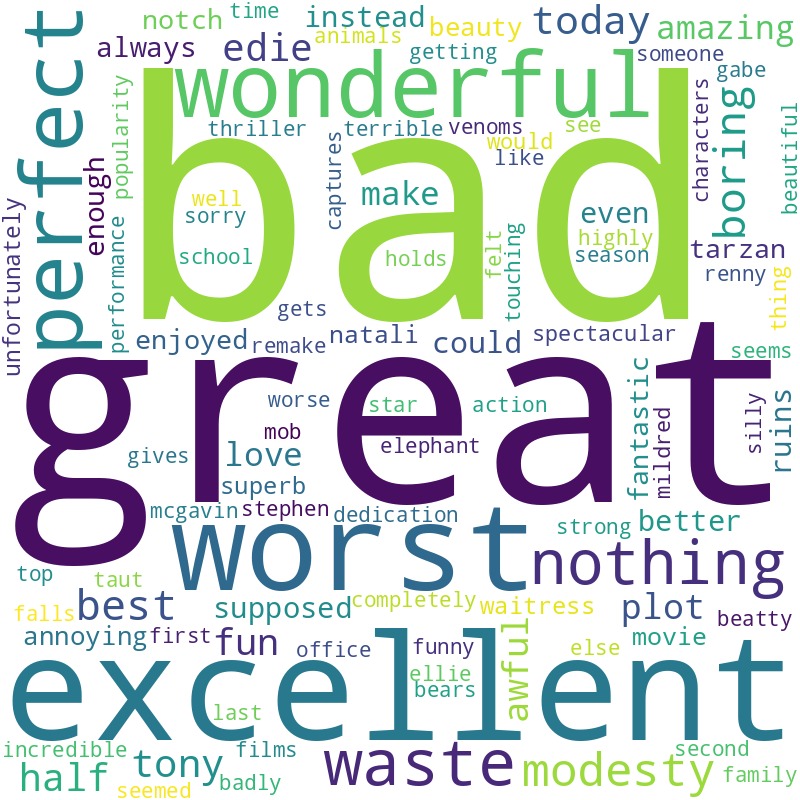 time
notch
instead
today
amazing
animals
beauty
always
edie
getting
someone
perfect
wonderful
gabe
popularity
boring
bad
thriller
terrible
venoms
would
see
like
characters
beautiful
captures
enough
well
sorry
make
even
highly
school
holds
felt
touching
season
tarzan
renny
unfortunately
performance
thing
gets
enjoyed
remake
natali
could
spectacular
seems
great
worse
star
action
fantastic
mildred
silly
ruins
mob
elephant
gives
love
superb
mcgavin
stephen
dedication
worst
strong
better
nothing
top
taut
falls
best
supposed
completely
waitress
plot
beatty
annoying
first
fun
office
funny
awful
else
movie
excellent
ellie
bears
last
incredible
half
tony
films
waste
modesty
second
family
seemed
badly